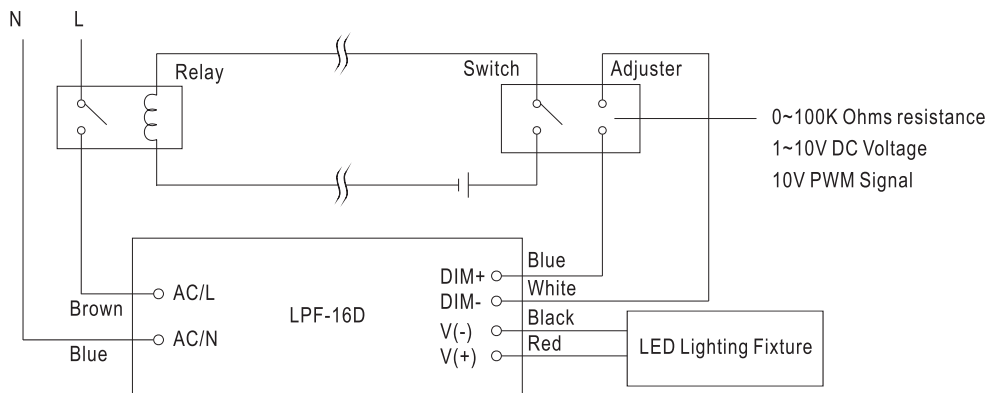 N
L
Relay
Switch
Adjuster
0~100K Ohms resistance
1~10V DC Voltage
10V PWM Signal
Brown
AC/L
Blue
AC/N
LPF-16D
DIM+
Blue
DIM-
White
V(-)
Black
V(+)
Red
LED Lighting Fixture